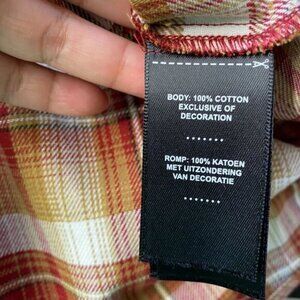 BODY: 100% COTTON
EXCLUSIVE OF
DECORATION
.......
ROMP: 100% KATOEN
MET UITZONDERING
VAN DECORATIE
.......